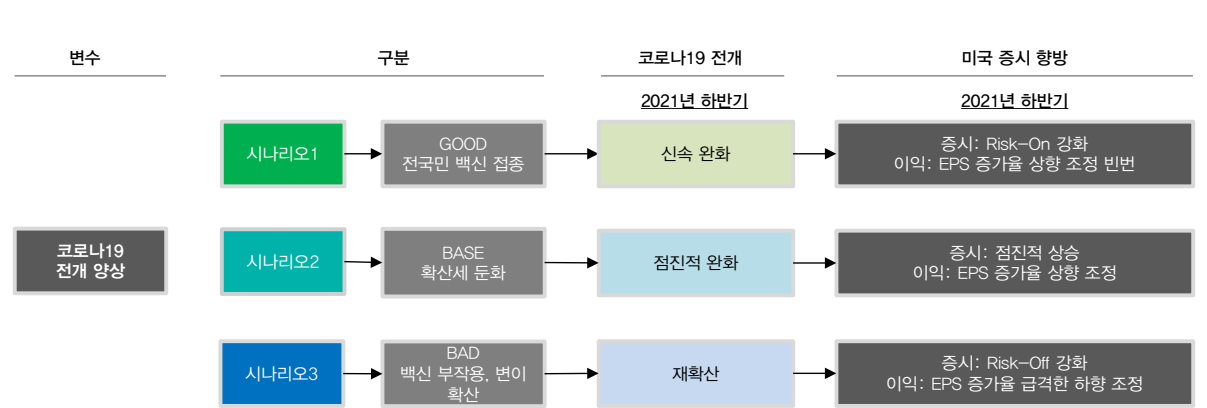 변수
구분
코로나19 전개
미국 증시 향방
2021년 하반기
2021년 하반기
시나리오1
GOOD
전국민 백신 접종
신속 완화
증시: Risk-On 강화
이익: EPS 증가율 상향 조정 빈번
코로나19
전개 양상
시나리오2
BASE
확산세 둔화
점진적 완화
증시: 점진적 상승
이익: EPS 증가율 상향 조정
시나리오3
BAD
백신 부작용, 변이
확산
재확산
증시: Risk-Off 강화
이익: EPS 증가율 급격한 하향 조정